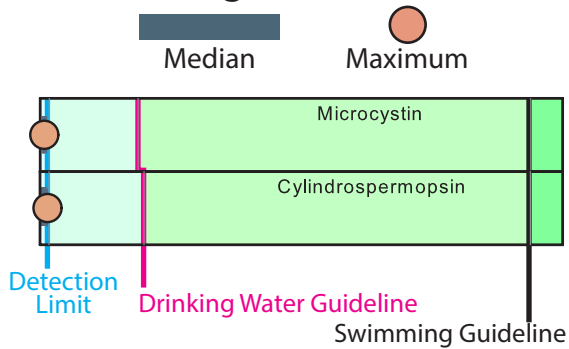 Median Maximum
Microcystin
Cylindrospermopsin
Detection
Limit
Drinking Water Guideline
Swimming Guideline